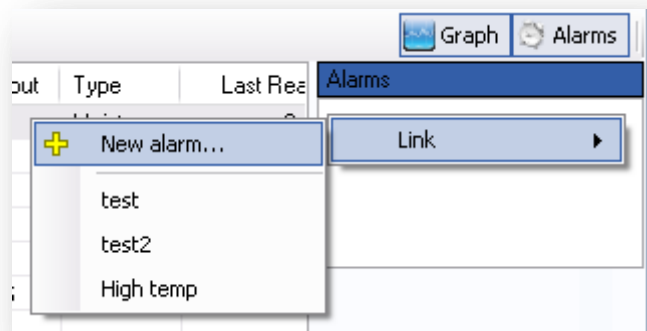 Graph Alarms
out Type Last Rea
Alarms
New alarm...
Link
test
test2
High temp